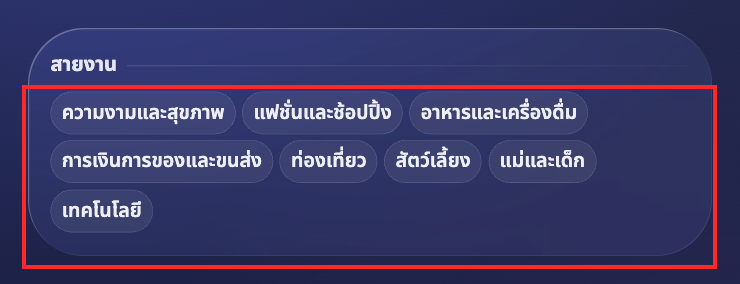 สายงาน
ความงามและสุขภาพ แฟชั่นและช้อปปิ้ง อาหารและเครื่องดื่ม
การเงินการของและขนส่ง ท่องเที่ยว สัตว์เลี้ยง แม่และเด็ก
เทคโนโลยี